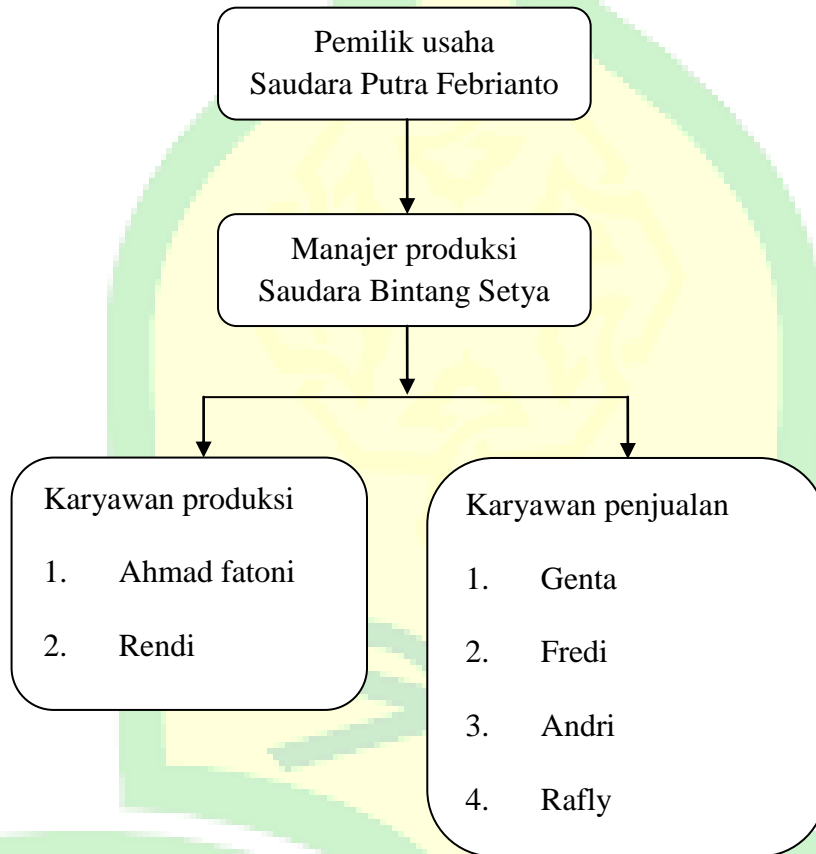 Pemilik usaha
Saudara Putra Febrianto
Manajer produksi
Saudara Bintang Setya
Karyawan produksi
1. Ahmad fatoni
2. Rendi
Karyawan penjualan
1. Genta
2. Fredi
3. Andri
4. Rafly